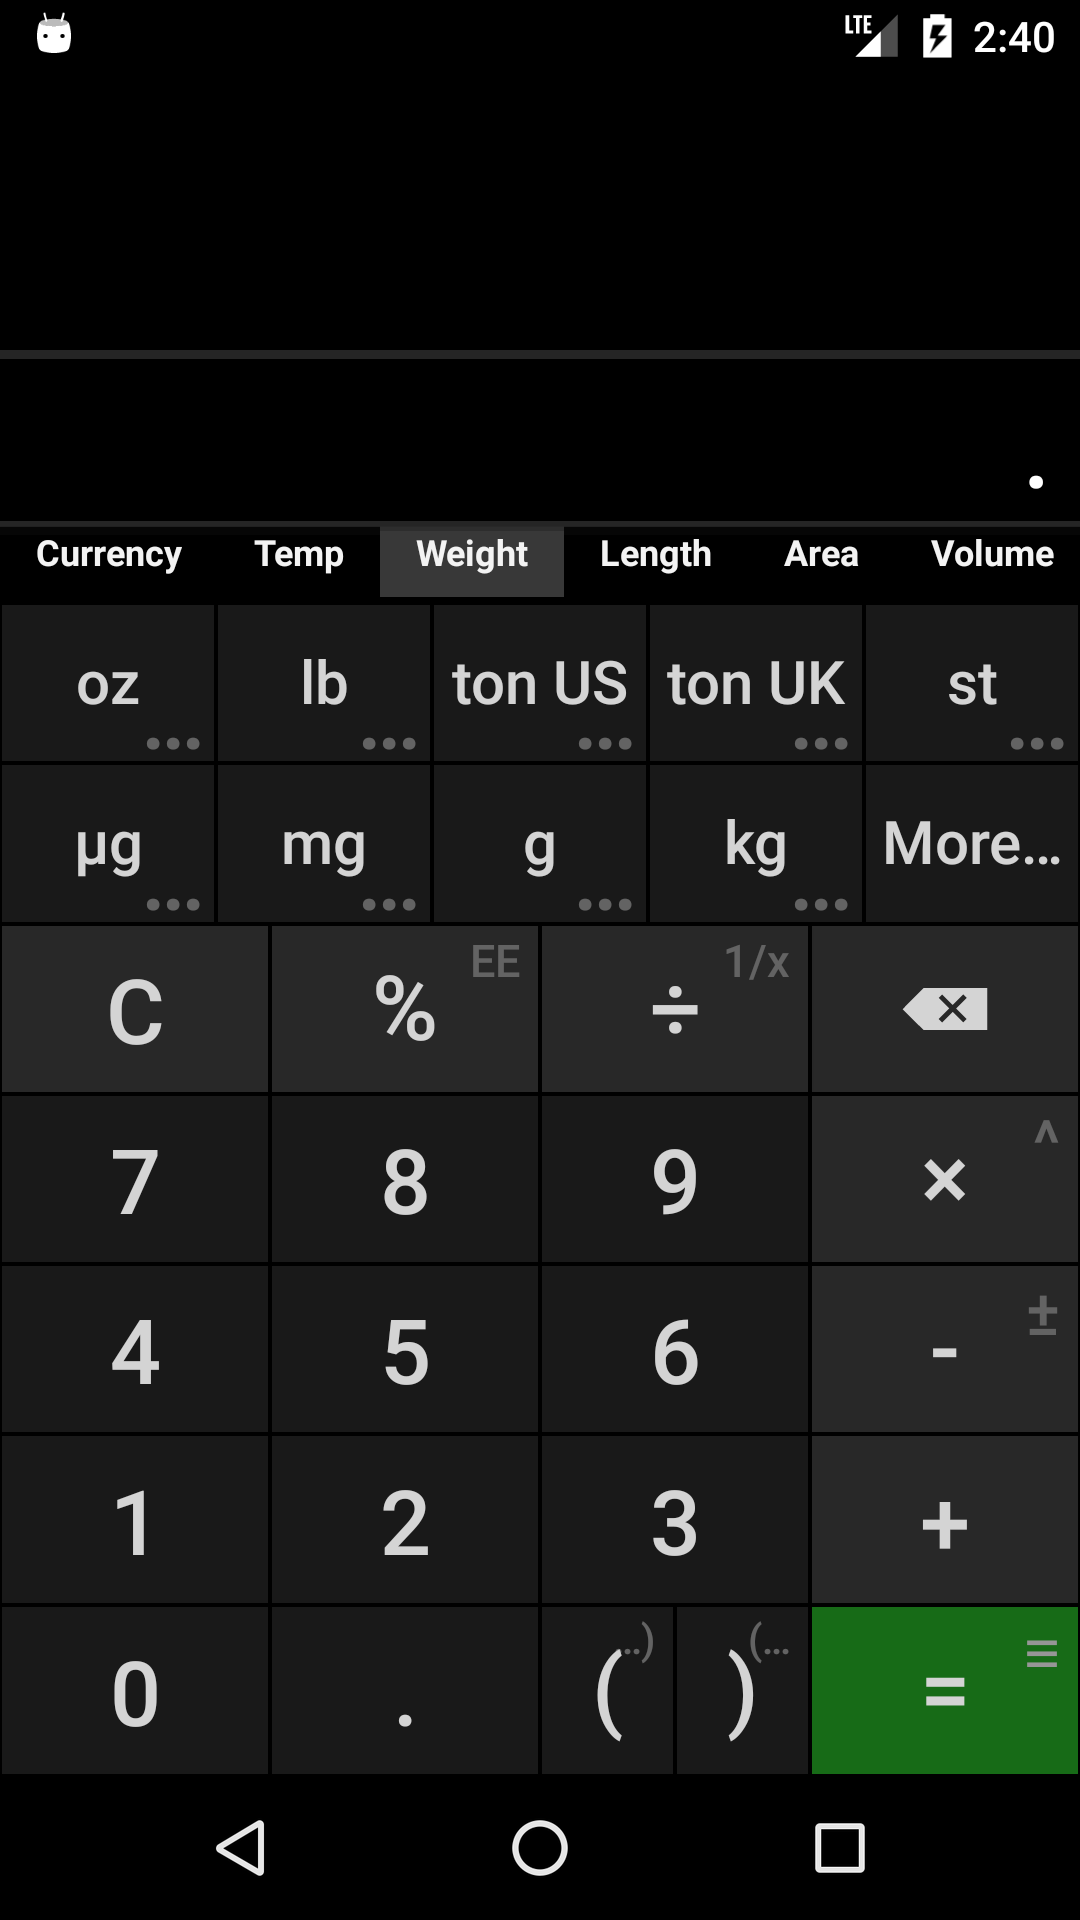 LTE 2:40
.
Currency Temp Weight Length Area Volume
oz lb ton US ton UK st
µg mg g kg More...
C % EE ÷ 1/x
7 8 9 × ^
4 5 6 - ±
1 2 3 +
0 . ( ..) ) (... =